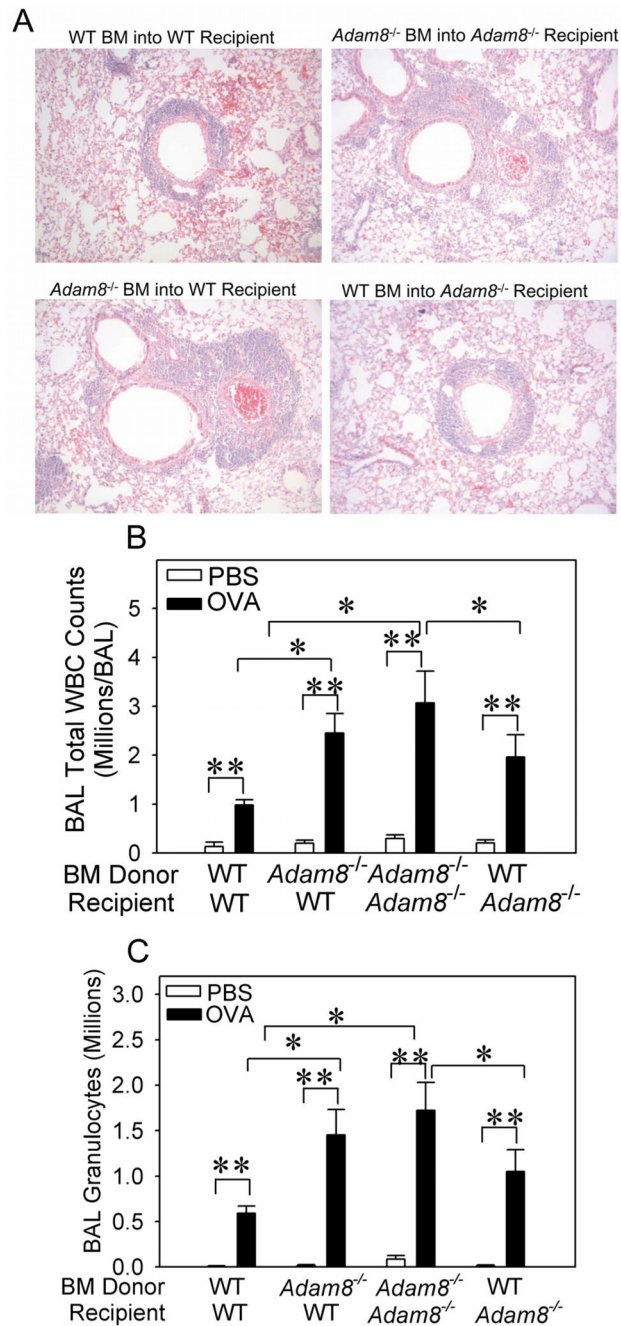 A
WT BM into WT Recipient
Adam8-/- BM into Adam8-/- Recipient
Adam8-/- BM into WT Recipient
WT BM into Adam8-/- Recipient
B
PBS
OVA
BAL Total WBC Counts
(Millions/BAL)
6
5
4
3
2
1
0
*
*
*
**
**
**
**
BM Donor WT Adam8-/- Adam8-/- WT
Recipient WT WT Adam8-/- Adam8-/-
C
PBS
OVA
BAL Granulocytes (Millions)
3.0
2.5
2.0
1.5
1.0
0.5
0.0
*
*
*
**
**
**
**
BM Donor WT Adam8-/- Adam8-/- WT
Recipient WT WT Adam8-/- Adam8-/-